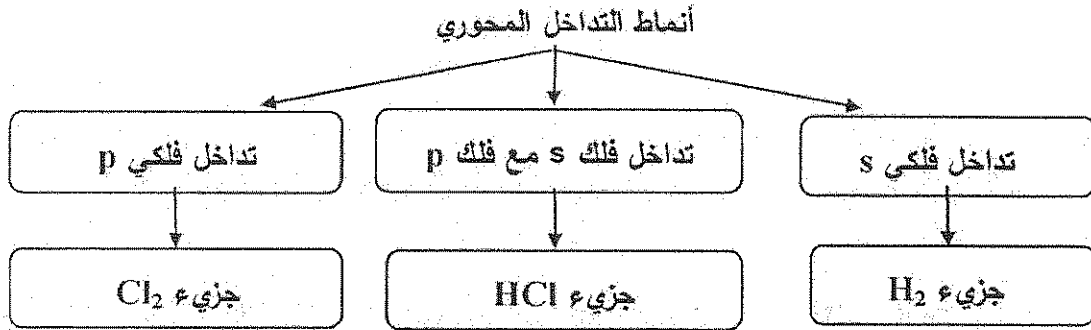 أنماط التداخل المحوري
تداخل فلكي s
تداخل فلك s مع فلك p
تداخل فلكي p
جزيء H₂
جزيء HCl
جزيء Cl₂